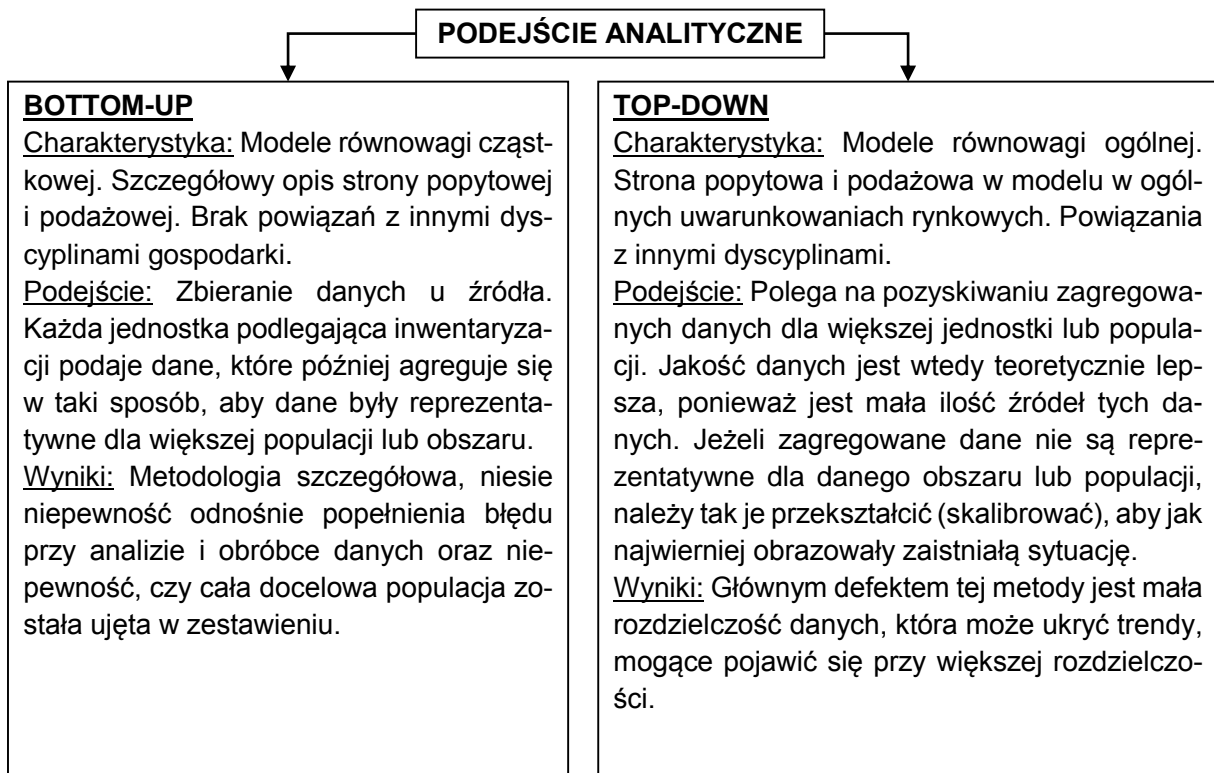 PODEJŚCIE ANALITYCZNE
BOTTOM-UP
Charakterystyka: Modele równowagi cząst-
kowej. Szczegółowy opis strony popytowej
i podażowej. Brak powiązań z innymi dys-
cyplinami gospodarki.
Podejście: Zbieranie danych u źródła.
Każda jednostka podlegająca inwentaryza-
cji podaje dane, które później agreguje się
w taki sposób, aby dane były reprezenta-
tywne dla większej populacji lub obszaru.
Wyniki: Metodologia szczegółowa, niesie
niepewność odnośnie popełnienia błędu
przy analizie i obróbce danych oraz nie-
pewność, czy cała docelowa populacja zo-
stała ujęta w zestawieniu.
TOP-DOWN
Charakterystyka: Modele równowagi ogólnej.
Strona popytowa i podażowa w modelu w ogól-
nych uwarunkowaniach rynkowych. Powiązania
z innymi dyscyplinami.
Podejście: Polega na pozyskiwaniu zagregowa-
nych danych dla większej jednostki lub popula-
cji. Jakość danych jest wtedy teoretycznie lep-
sza, ponieważ jest mała ilość źródeł tych da-
nych. Jeżeli zagregowane dane nie są repre-
zentatywne dla danego obszaru lub populacji,
należy tak je przekształcić (skalibrować), aby jak
najwierniej obrazowały zaistniałą sytuację.
Wyniki: Głównym defektem tej metody jest mała
rozdzielczość danych, która może ukryć trendy,
mogące pojawić się przy większej rozdzielczo-
ści.